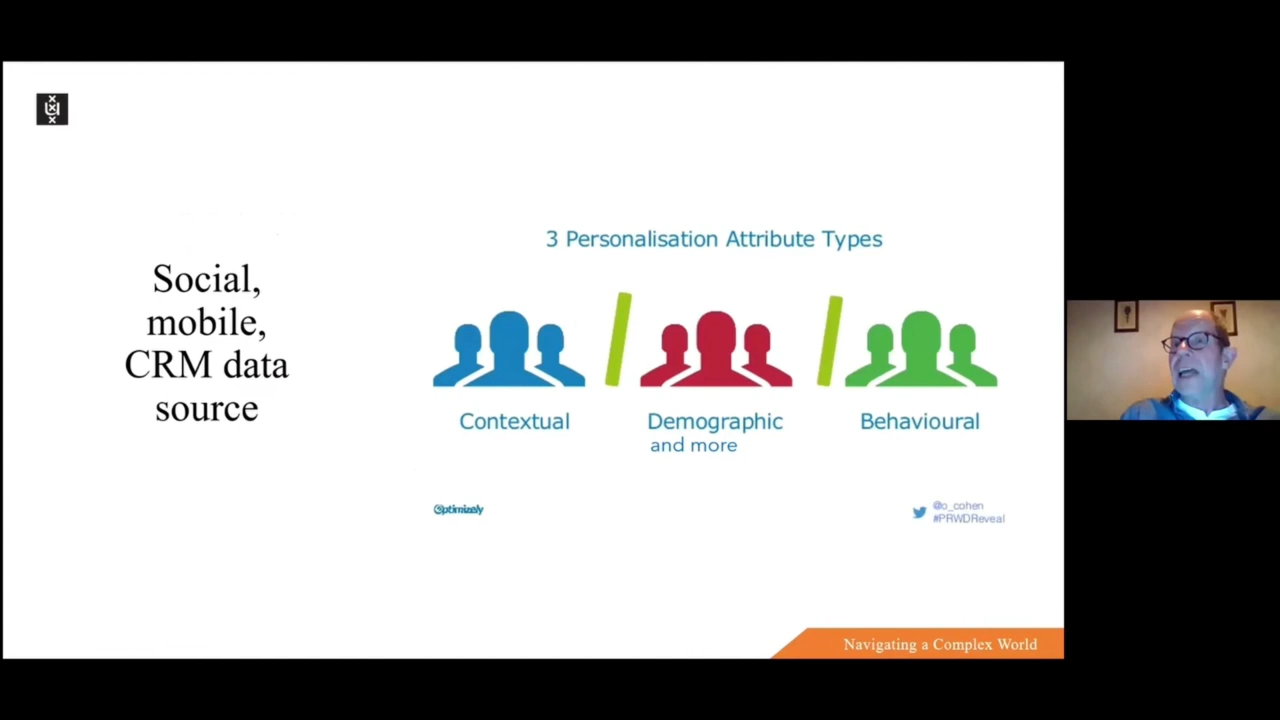 Social,
mobile,
CRM data
source
3 Personalisation Attribute Types
Contextual
Demographic
and more
Behavioural
Optimizely
@o_cohen
#PRWDReveal
Navigating a Complex World